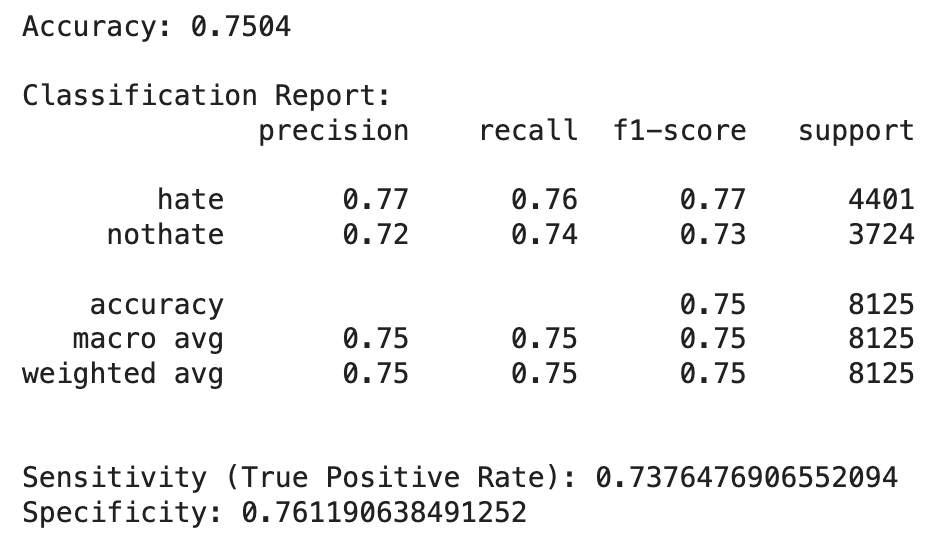 Accuracy: 0.7504
Classification Report:
precision recall f1-score support
hate 0.77 0.76 0.77 4401
nothate 0.72 0.74 0.73 3724
accuracy 0.75 8125
macro avg 0.75 0.75 0.75 8125
weighted avg 0.75 0.75 0.75 8125
Sensitivity (True Positive Rate): 0.7376476906552094
Specificity: 0.761190638491252